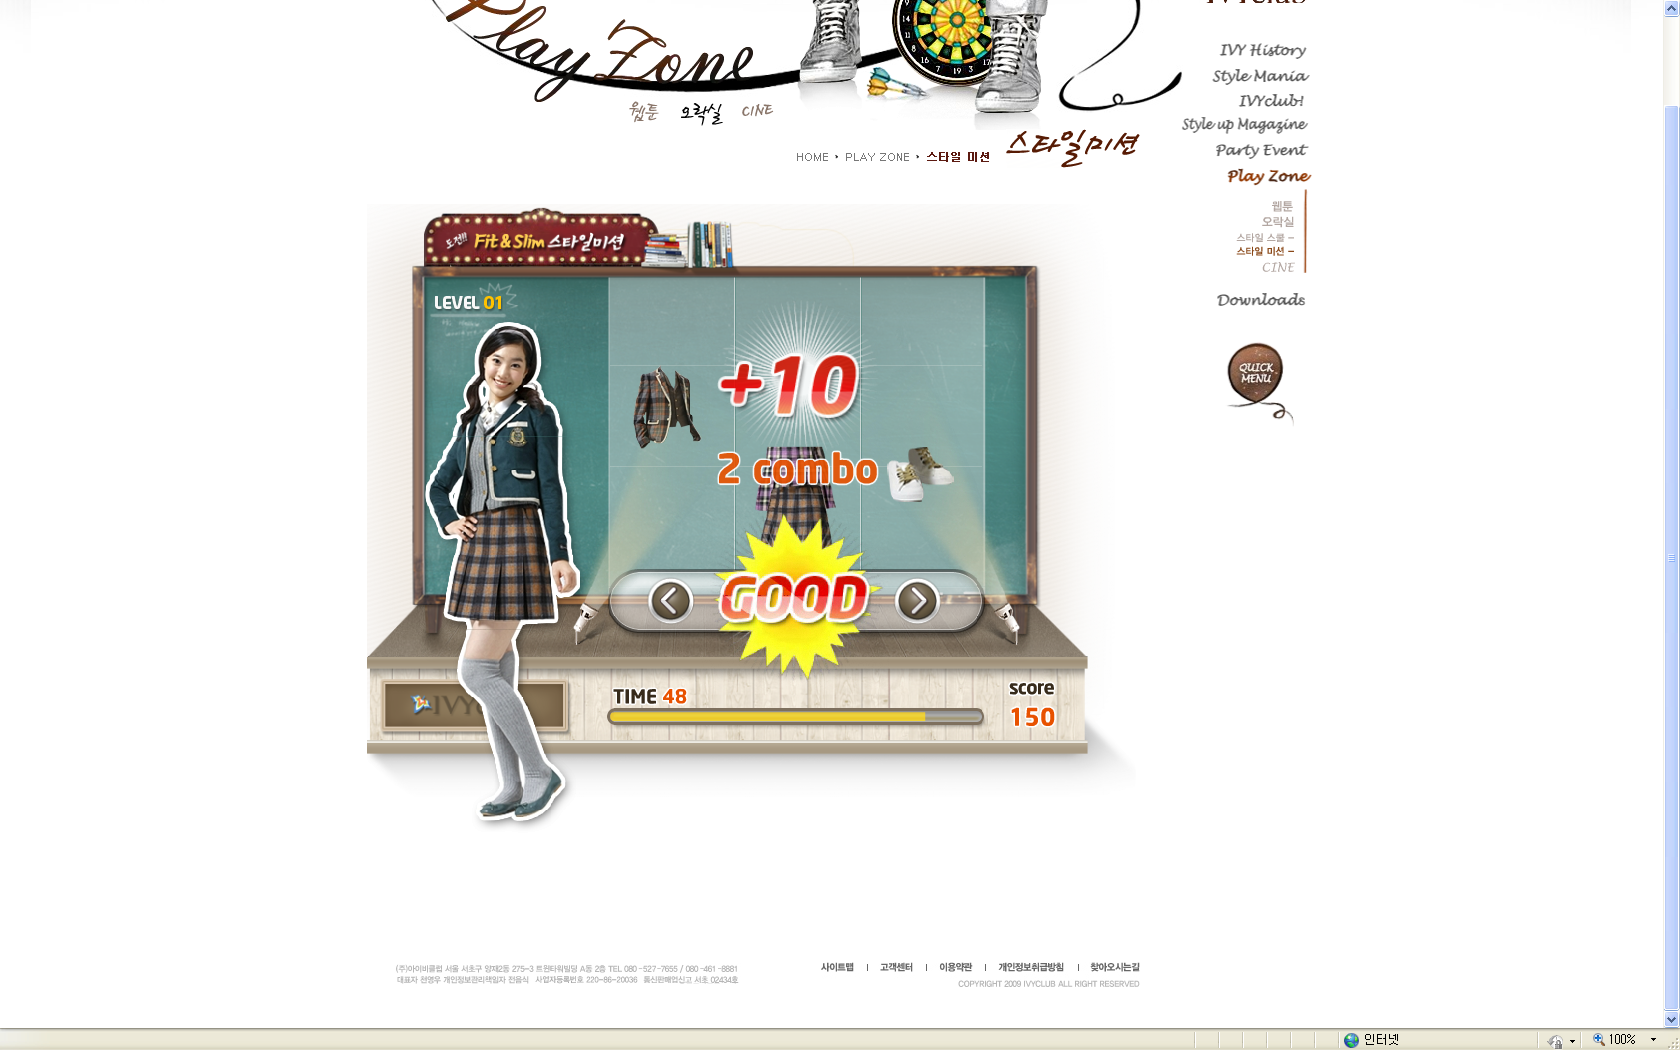 Play Zone
웹툰 오락실 CINE
HOME PLAY ZONE 스타일 미션
스타일미션
IVYclub
IVY History
Style Mania
IVYclub!
Style up Magazine
Party Event
Play Zone
웹툰
오락실
스타일 스쿨 –
스타일 미션 –
CINE
Downloads
QUICK
MENU
도전!! Fit&Slim 스타일미션
LEVEL 01
+10
2 combo
GOOD
TIME 48
score
150
IVY
사이트맵 | 고객센터 | 이용약관 | 개인정보취급방침 | 찾아오시는길
(주)아이비클럽 서울 서초구 양재2동 275-3 트윈타워빌딩 A동 2층 TEL 080-527-7655 / 080-461-8881
대표자 천영우 개인정보관리책임자 전음식 사업자등록번호 220-86-20036 통신판매업신고 서초 02434호
COPYRIGHT 2009 IVYCLUB ALL RIGHT RESERVED
인터넷
100%